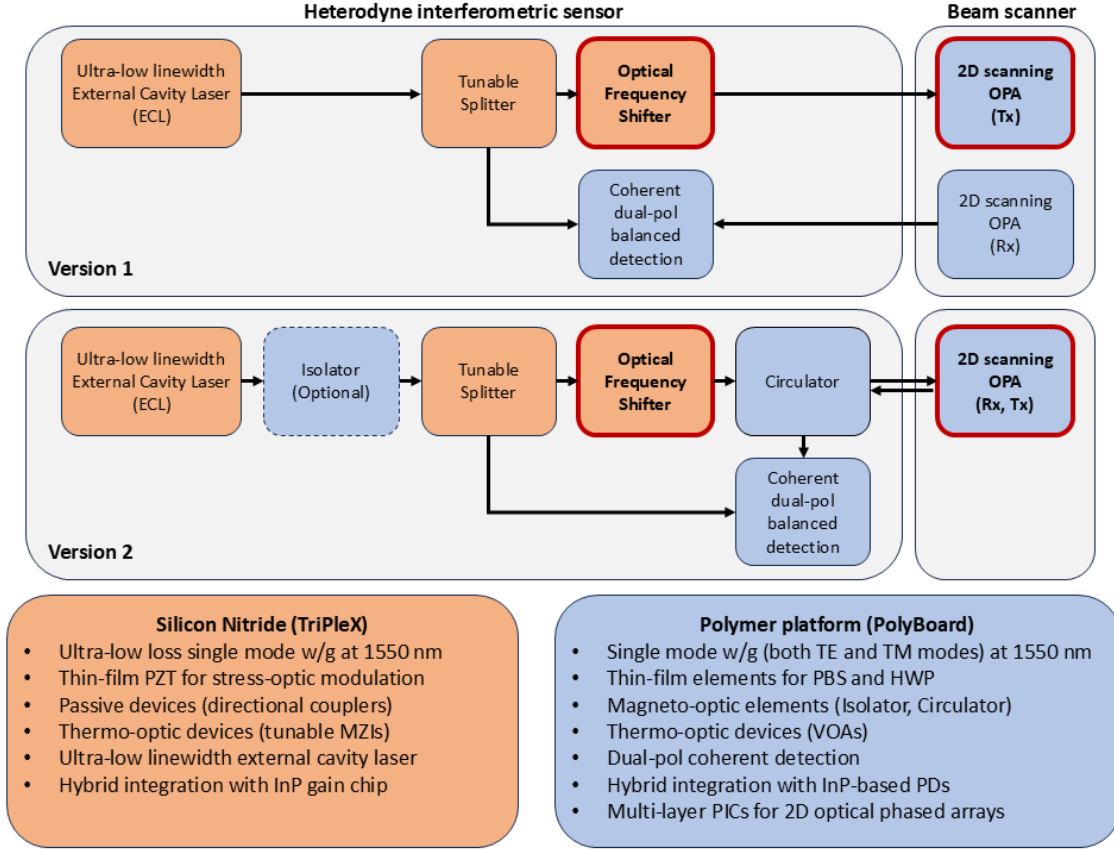 Heterodyne interferometric sensor
Beam scanner
Ultra-low linewidth
External Cavity Laser
(ECL)
Tunable
Splitter
Optical
Frequency
Shifter
2D scanning
OPA
(Tx)
Coherent
dual-pol
balanced
detection
2D scanning
OPA
(Rx)
Version 1
Ultra-low linewidth
External Cavity Laser
(ECL)
Isolator
(Optional)
Tunable
Splitter
Optical
Frequency
Shifter
Circulator
2D scanning
OPA
(Rx, Tx)
Coherent
dual-pol
balanced
detection
Version 2
Silicon Nitride (TriPleX)
• Ultra-low loss single mode w/g at 1550 nm
• Thin-film PZT for stress-optic modulation
• Passive devices (directional couplers)
• Thermo-optic devices (tunable MZIs)
• Ultra-low linewidth external cavity laser
• Hybrid integration with InP gain chip
Polymer platform (PolyBoard)
• Single mode w/g (both TE and TM modes) at 1550 nm
• Thin-film elements for PBS and HWP
• Magneto-optic elements (Isolator, Circulator)
• Thermo-optic devices (VOAs)
• Dual-pol coherent detection
• Hybrid integration with InP-based PDs
• Multi-layer PICs for 2D optical phased arrays